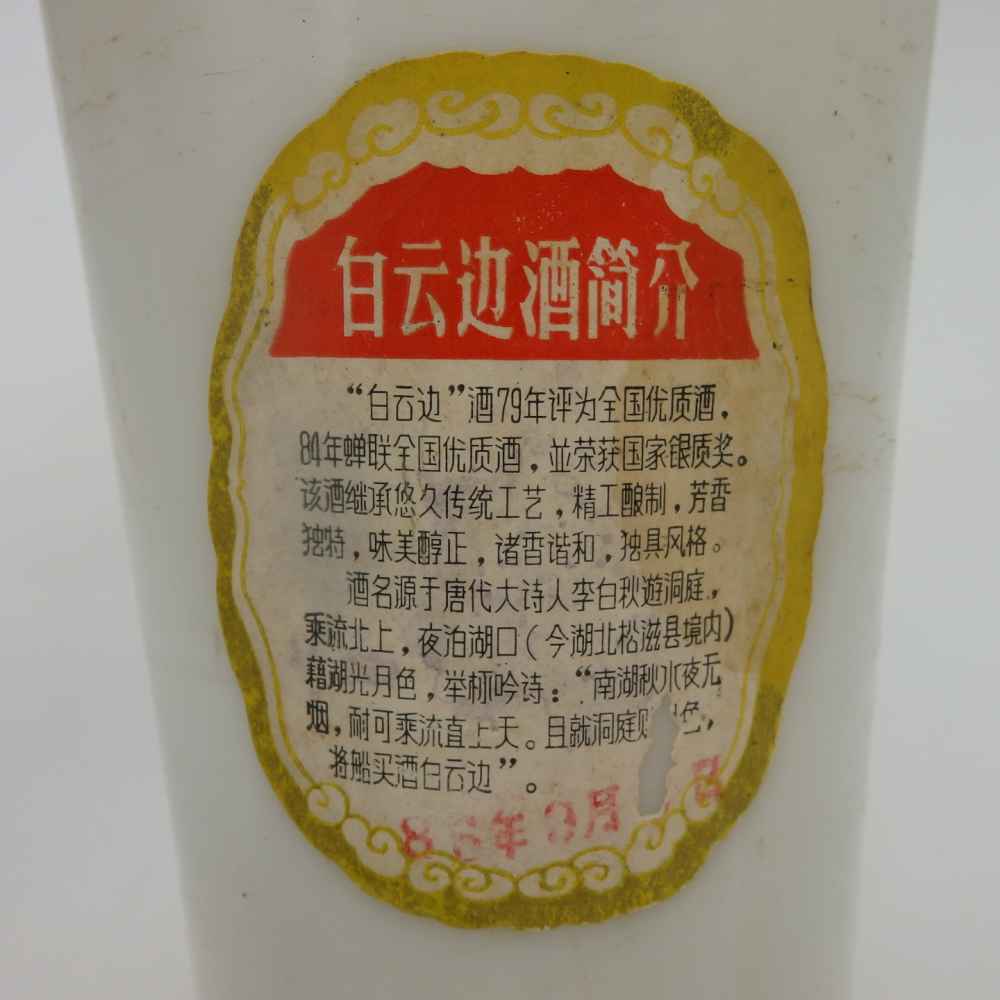 白云边酒简介
“白云边”酒79年评为全国优质酒，
84年蝉联全国优质酒，並荣获国家银质奖。
该酒继承悠久传统工艺，精工酿制，芳香
独特，味美醇正，诸香谐和，独具风格。
酒名源于唐代大诗人李白秋遊洞庭，
乘流北上，夜泊湖口（今湖北松滋县境内）
藉湖光月色，举杯吟诗：“南湖秋水夜无
烟，耐可乘流直上天。且就洞庭 色，
将船买酒白云边”。
年 月 日